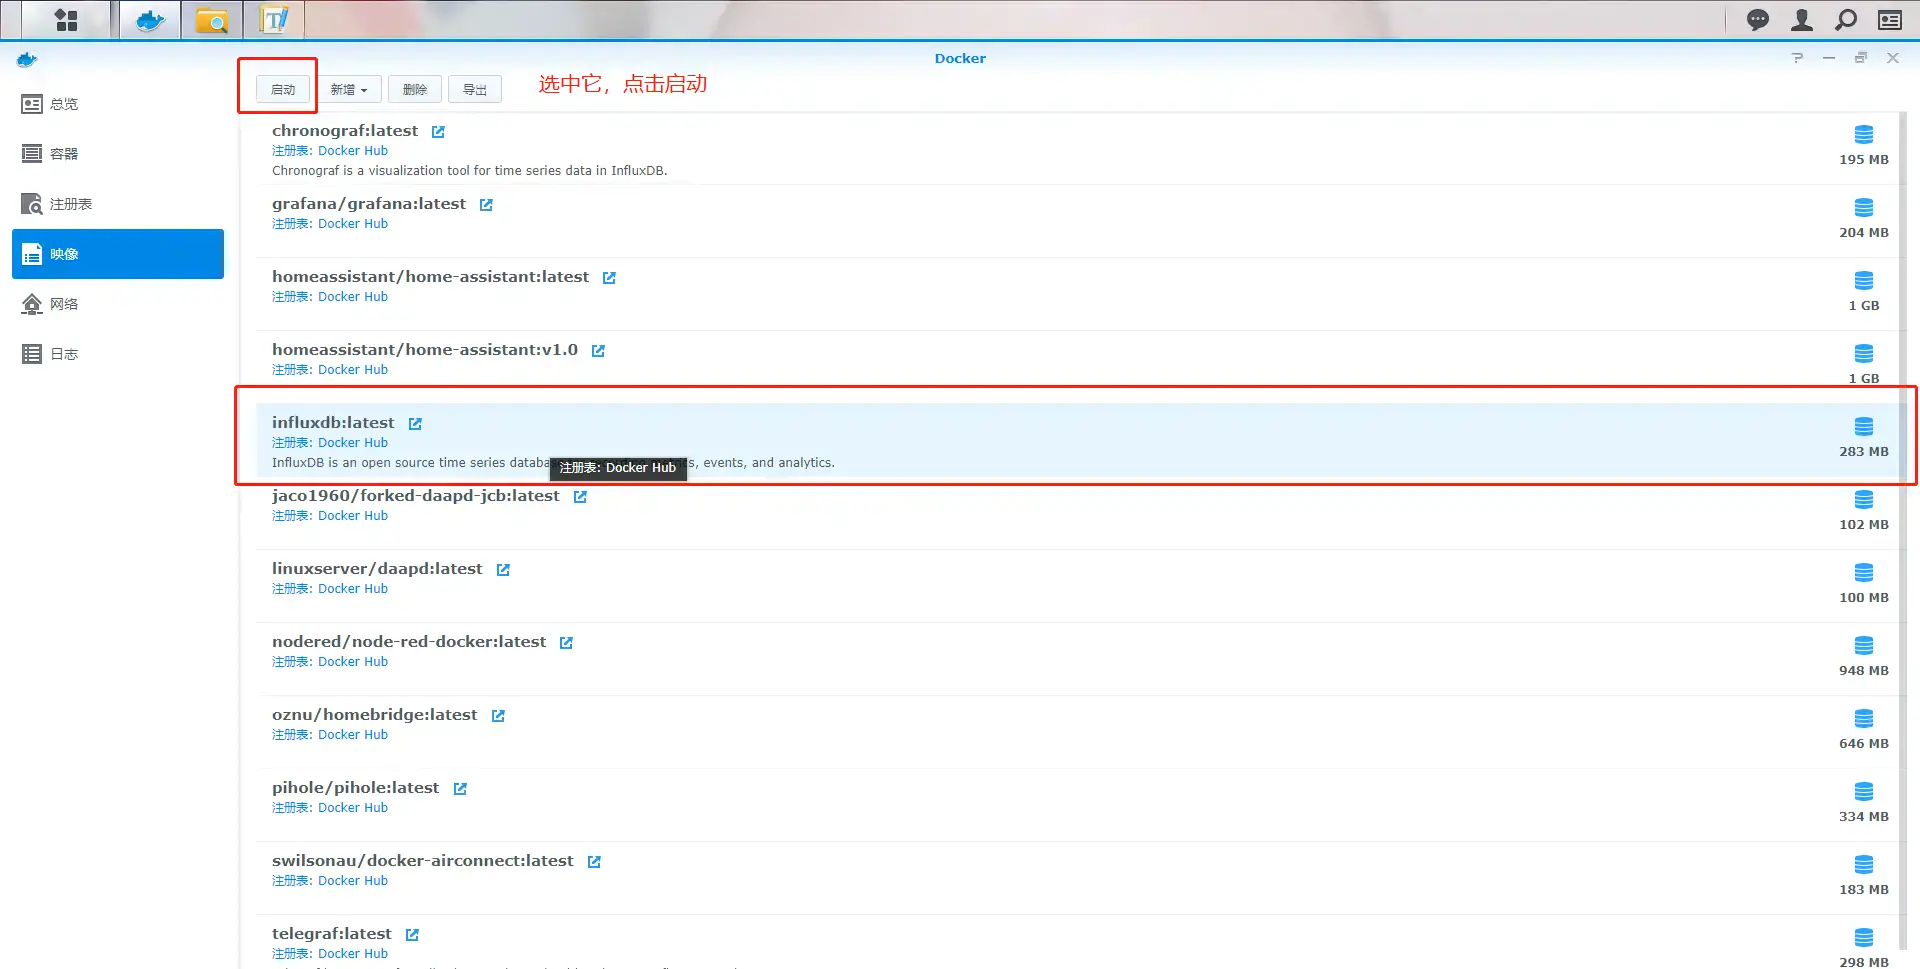 Docker
启动
新增
删除
导出
选中它，点击启动
总览
容器
注册表
映像
网络
日志
chronograf:latest
注册表: Docker Hub
Chronograf is a visualization tool for time series data in InfluxDB.
195 MB
grafana/grafana:latest
注册表: Docker Hub
204 MB
homeassistant/home-assistant:latest
注册表: Docker Hub
1 GB
homeassistant/home-assistant:v1.0
注册表: Docker Hub
1 GB
influxdb:latest
注册表: Docker Hub
InfluxDB is an open source time series database s, events, and analytics.
注册表: Docker Hub
283 MB
jaco1960/forked-daapd-jcb:latest
注册表: Docker Hub
102 MB
linuxserver/daapd:latest
注册表: Docker Hub
100 MB
nodered/node-red-docker:latest
注册表: Docker Hub
948 MB
oznu/homebridge:latest
注册表: Docker Hub
646 MB
pihole/pihole:latest
注册表: Docker Hub
334 MB
swilsonau/docker-airconnect:latest
注册表: Docker Hub
183 MB
telegraf:latest
注册表: Docker Hub
298 MB